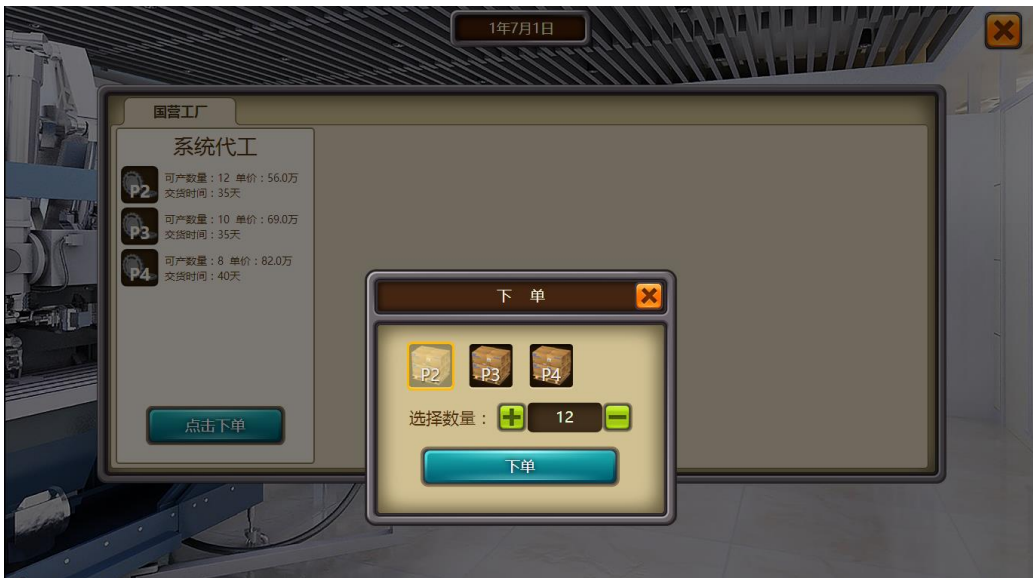 1年7月1日
国营工厂
系统代工
P2
可产数量：12 单价：56.0万
交货时间：35天
P3
可产数量：10 单价：69.0万
交货时间：35天
P4
可产数量：8 单价：82.0万
交货时间：40天
点击下单
下 单
P2 P3 P4
选择数量： 12
下单